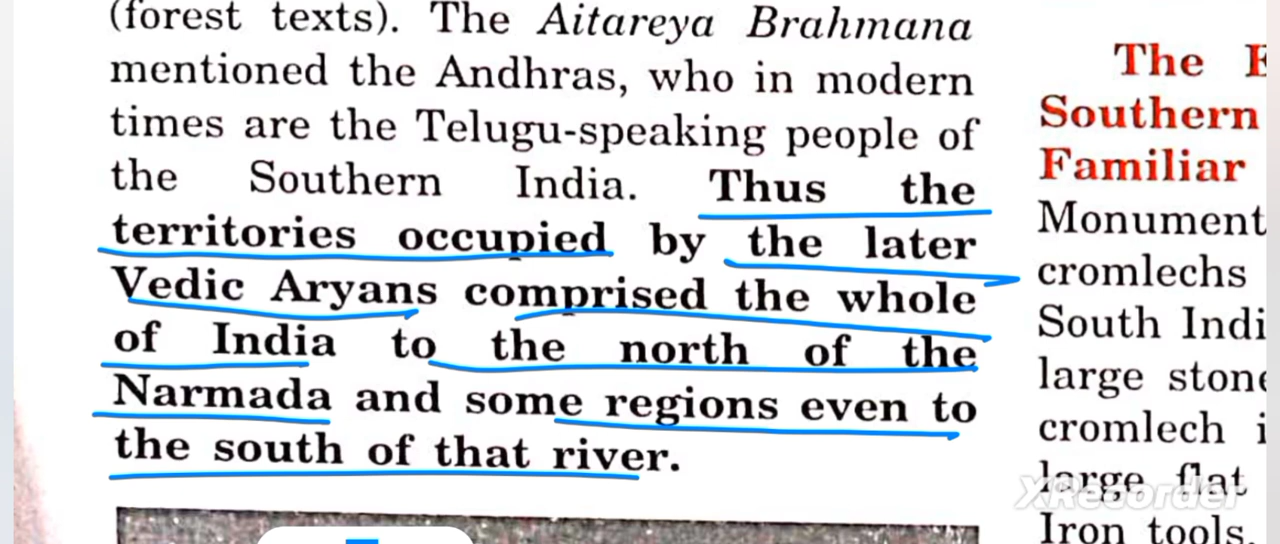 (forest texts). The Aitareya Brahmana
mentioned the Andhras, who in modern
times are the Telugu-speaking people of
the Southern India. Thus the
territories occupied by the later
Vedic Aryans comprised the whole
of India to the north of the
Narmada and some regions even to
the south of that river.
The E
Southern
Familiar
Monument
cromlechs
South Indi
large stone
cromlech i
large flat
Iron tools.
XRecorder